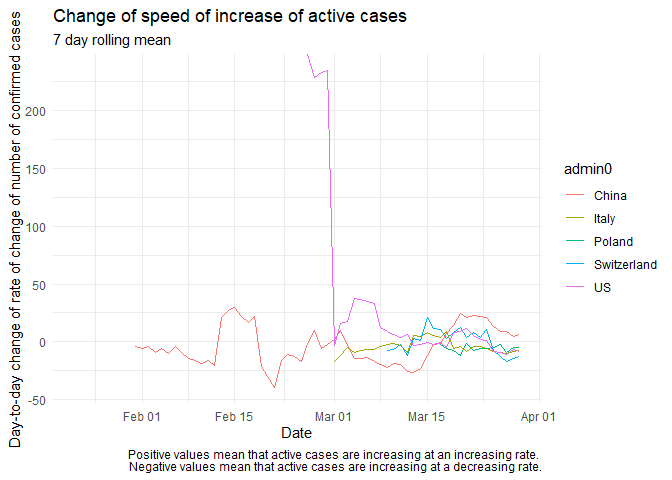 Change of speed of increase of active cases
7 day rolling mean
Day-to-day change of rate of change of number of confirmed cases
200
150
100
50
0
-50
Feb 01
Feb 15
Mar 01
Mar 15
Apr 01
Date
admin0
China
Italy
Poland
Switzerland
US
Positive values mean that active cases are increasing at an increasing rate.
Negative values mean that active cases are increasing at a decreasing rate.